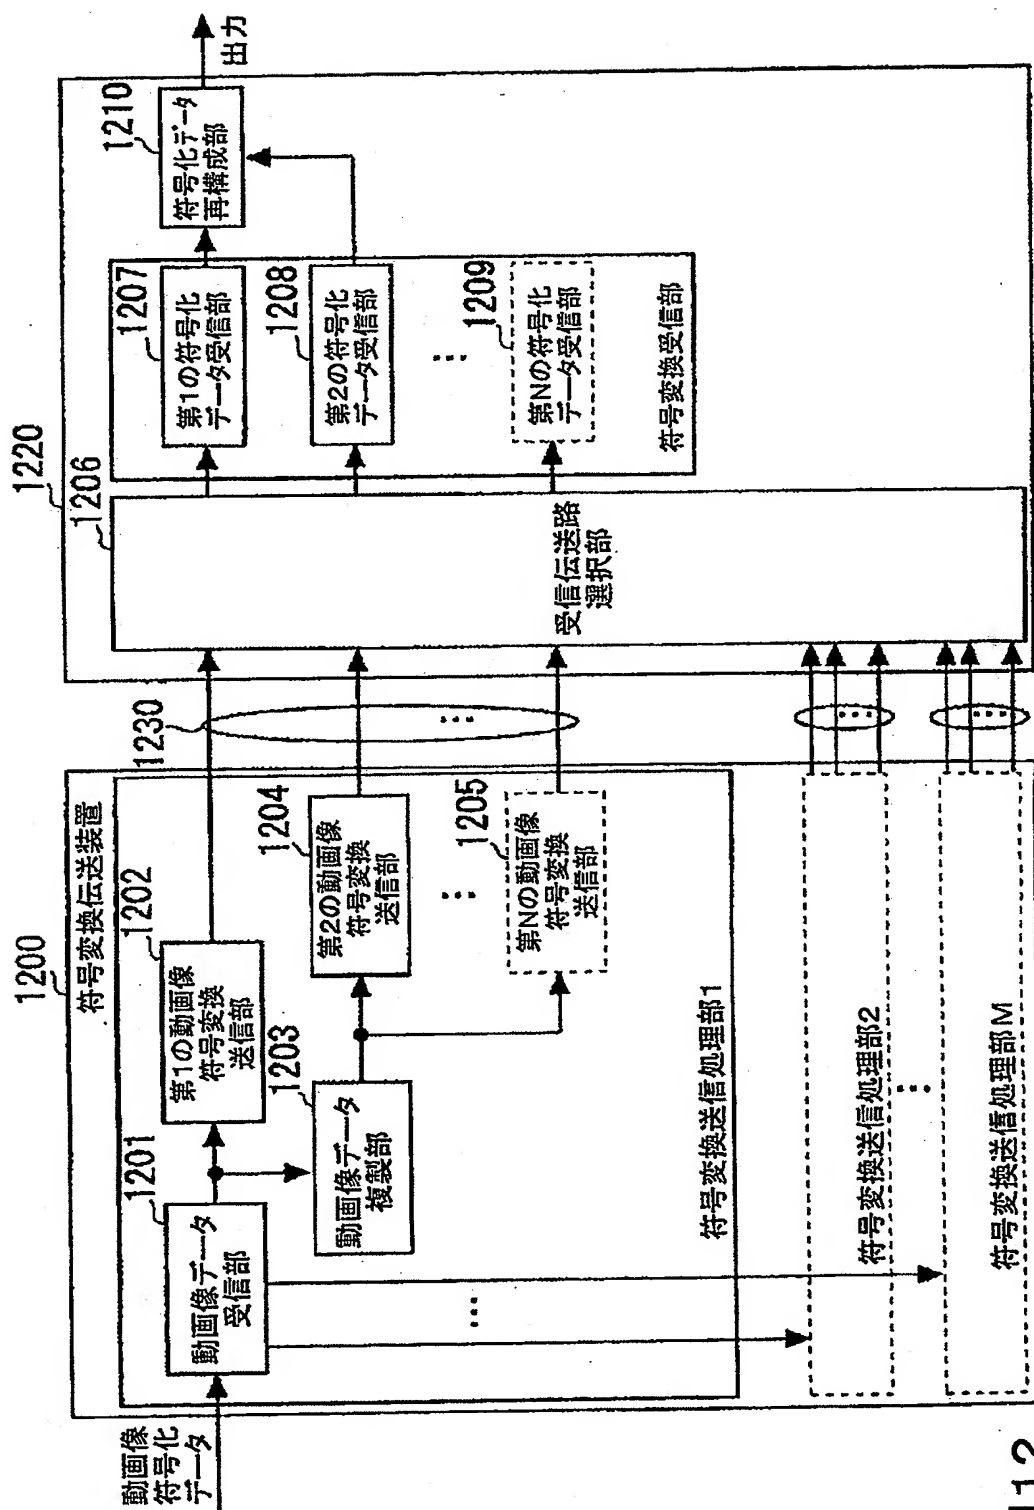 動画像
符号化
データ
1200
符号変換伝送装置
1201
動画像データ
受信部
1202
第1の動画像
符号変換
送信部
1203
動画像データ
複製部
1204
第2の動画像
符号変換
送信部
⋮
1205
第Nの動画像
符号変換
送信部
…
符号変換送信処理部1
符号変換送信処理部2
⋮
符号変換送信処理部M
1230
…
…
…
1220
1206
受信伝送路
選択部
1207
第1の符号化
データ受信部
1208
第2の符号化
データ受信部
⋮
1209
第Nの符号化
データ受信部
符号変換受信部
1210
符号化データ
再構成部
出力
12